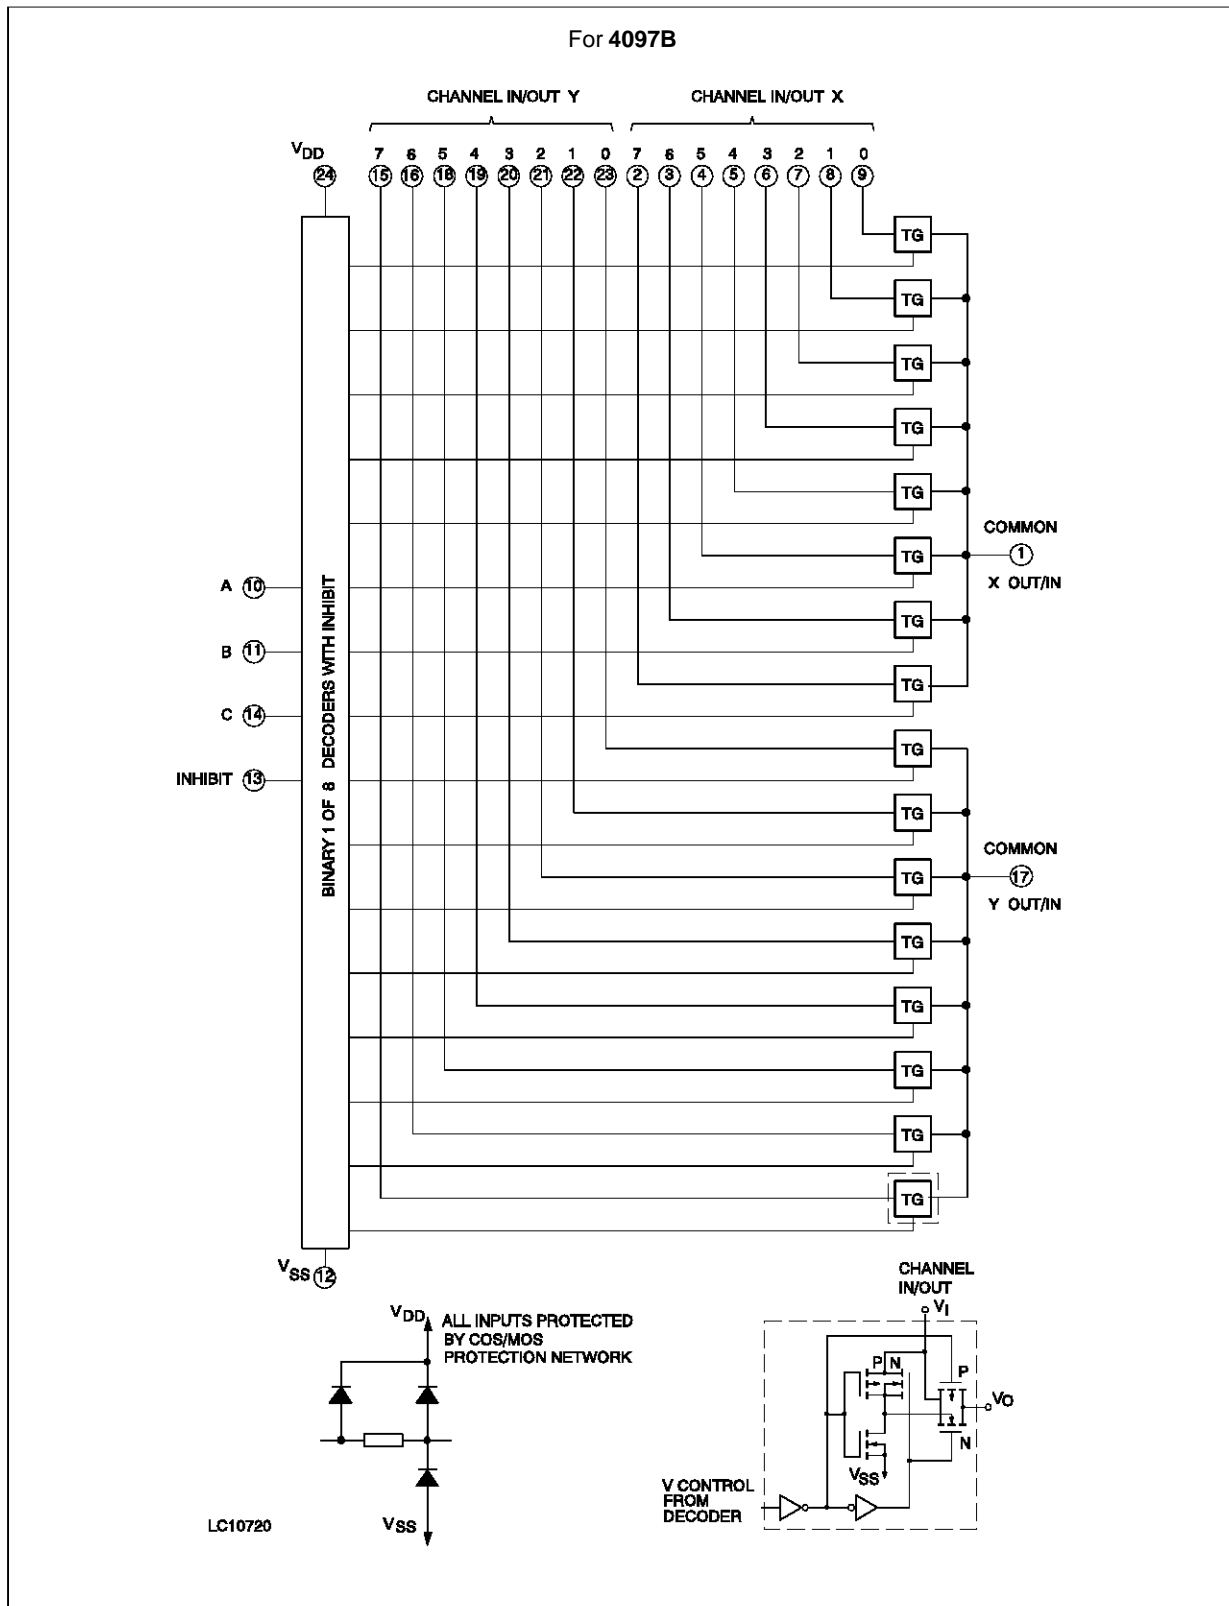 For 4097B
CHANNEL IN/OUT Y
CHANNEL IN/OUT X
VDD
7 6 5 4 3 2 1 0 7 6 5 4 3 2 1 0
24 15 16 18 19 20 21 22 23 2 3 4 5 6 7 8 9
TG
TG
TG
TG
TG
COMMON
TG
1
X OUT/IN
A 10
TG
B 11
TG
C 14
TG
INHIBIT 13
BINARY 1 OF 8 DECODERS WITH INHIBIT
TG
COMMON
TG
17
Y OUT/IN
TG
TG
TG
TG
TG
VSS 12
CHANNEL
IN/OUT
VI
VDD
ALL INPUTS PROTECTED
BY COS/MOS
PROTECTION NETWORK
P N
P
VO
N
VSS
V CONTROL
FROM
DECODER
VSS
LC10720